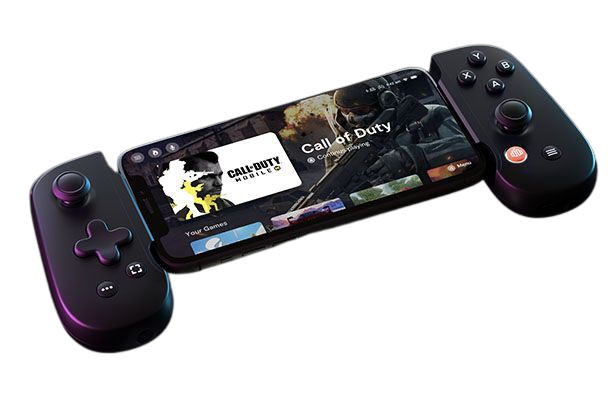 CALL OF DUTY
MOBILE
Call of Duty
Continue playing
Your Games
Menu
Y
X
B
A